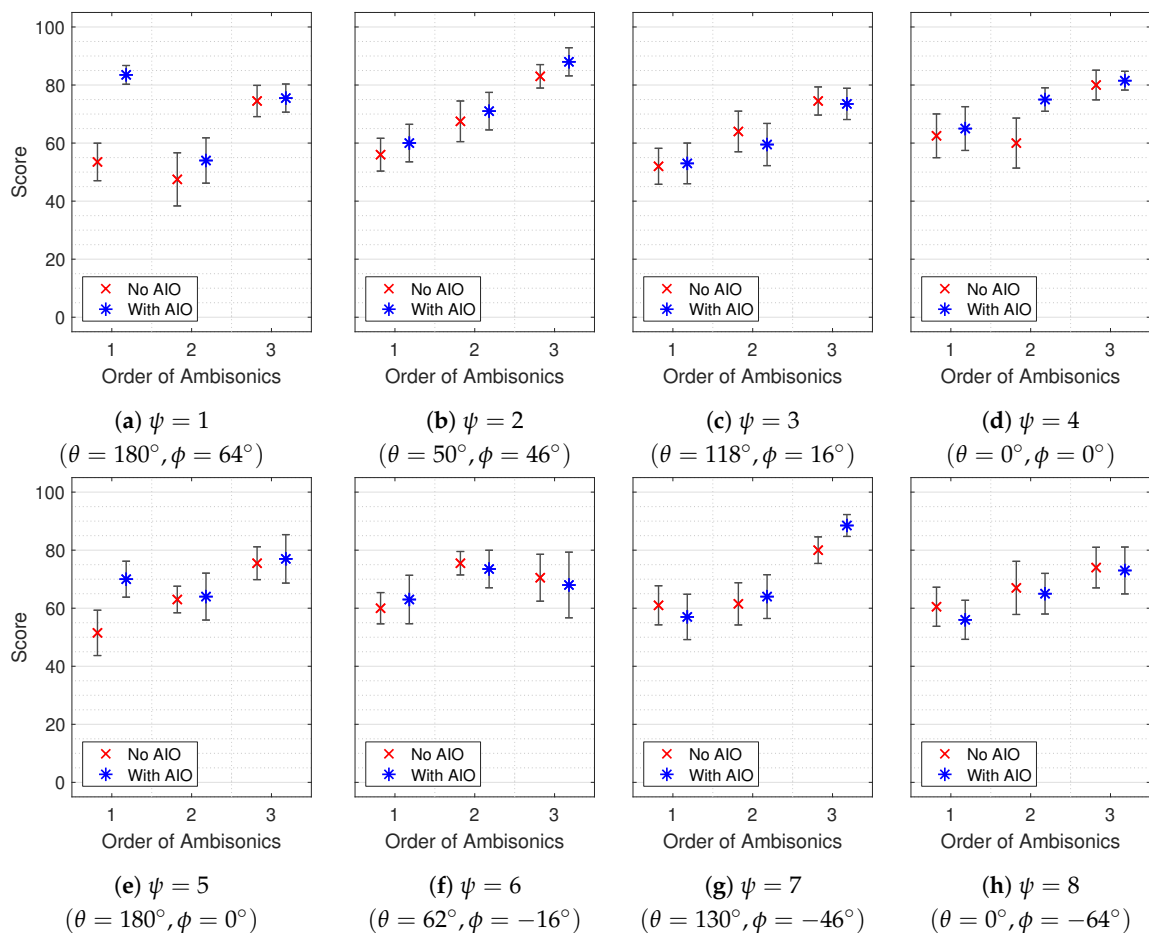 100
80
60
40
20
0
Score
No AIO
With AIO
1 2 3
Order of Ambisonics
(a) ψ = 1
(θ = 180°, ϕ = 64°)
No AIO
With AIO
1 2 3
Order of Ambisonics
(b) ψ = 2
(θ = 50°, ϕ = 46°)
No AIO
With AIO
1 2 3
Order of Ambisonics
(c) ψ = 3
(θ = 118°, ϕ = 16°)
No AIO
With AIO
1 2 3
Order of Ambisonics
(d) ψ = 4
(θ = 0°, ϕ = 0°)
100
80
60
40
20
0
Score
No AIO
With AIO
1 2 3
Order of Ambisonics
(e) ψ = 5
(θ = 180°, ϕ = 0°)
No AIO
With AIO
1 2 3
Order of Ambisonics
(f) ψ = 6
(θ = 62°, ϕ = −16°)
No AIO
With AIO
1 2 3
Order of Ambisonics
(g) ψ = 7
(θ = 130°, ϕ = −46°)
No AIO
With AIO
1 2 3
Order of Ambisonics
(h) ψ = 8
(θ = 0°, ϕ = −64°)